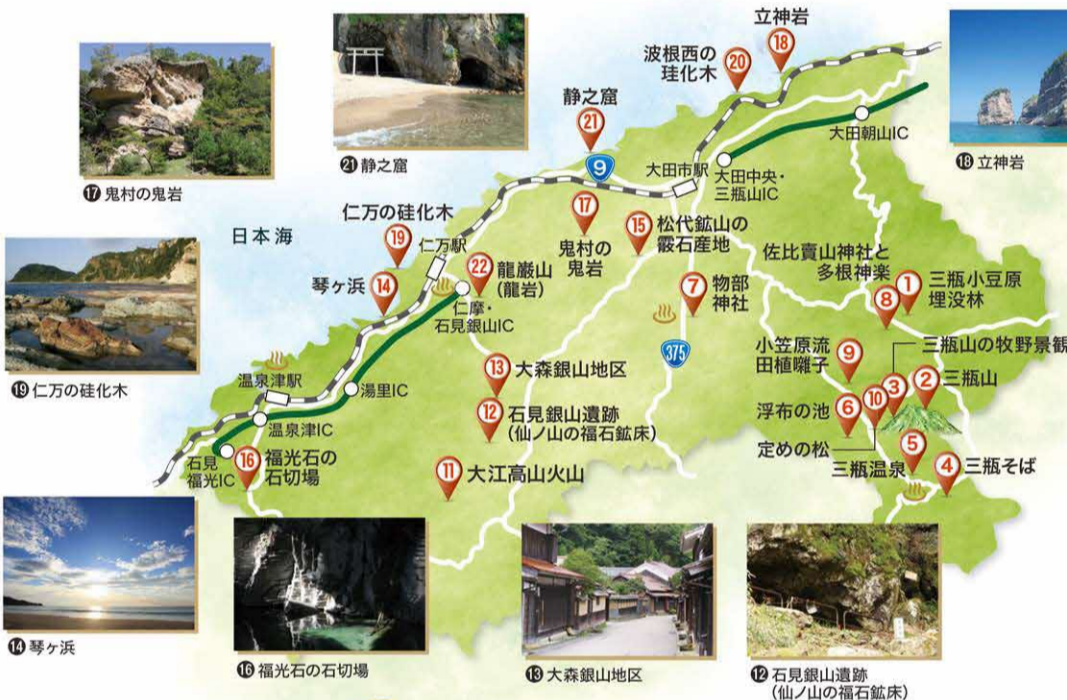 立神岩
⑱
波根西の
珪化木
⑳
静之窟
㉑
9
大田朝山IC
大田市駅
大田中央・
三瓶山IC
⑱ 立神岩
⑰ 鬼村の鬼岩
㉑ 静之窟
日本海
仁万の硅化木
⑲
仁万駅
⑰
鬼村の
鬼岩
⑮
松代鉱山の
霰石産地
㉒
龍巌山
(龍岩)
仁摩・
石見銀山IC
琴ヶ浜
⑭
⑦
物部
神社
佐比賣山神社と
多根神楽
⑧
①
三瓶小豆原
埋没林
375
⑲ 仁万の硅化木
温泉津駅
湯里IC
温泉津IC
石見
福光IC
⑬
大森銀山地区
⑫
石見銀山遺跡
(仙ノ山の福石鉱床)
⑪
大江高山火山
⑯
福光石の
石切場
小笠原流
田植囃子
⑨
三瓶山の牧野景観
③
②
三瓶山
浮布の池
⑥
⑩
定めの松
⑤
三瓶温泉
④
三瓶そば
⑭ 琴ヶ浜
⑯ 福光石の石切場
⑬ 大森銀山地区
⑫ 石見銀山遺跡
(仙ノ山の福石鉱床)